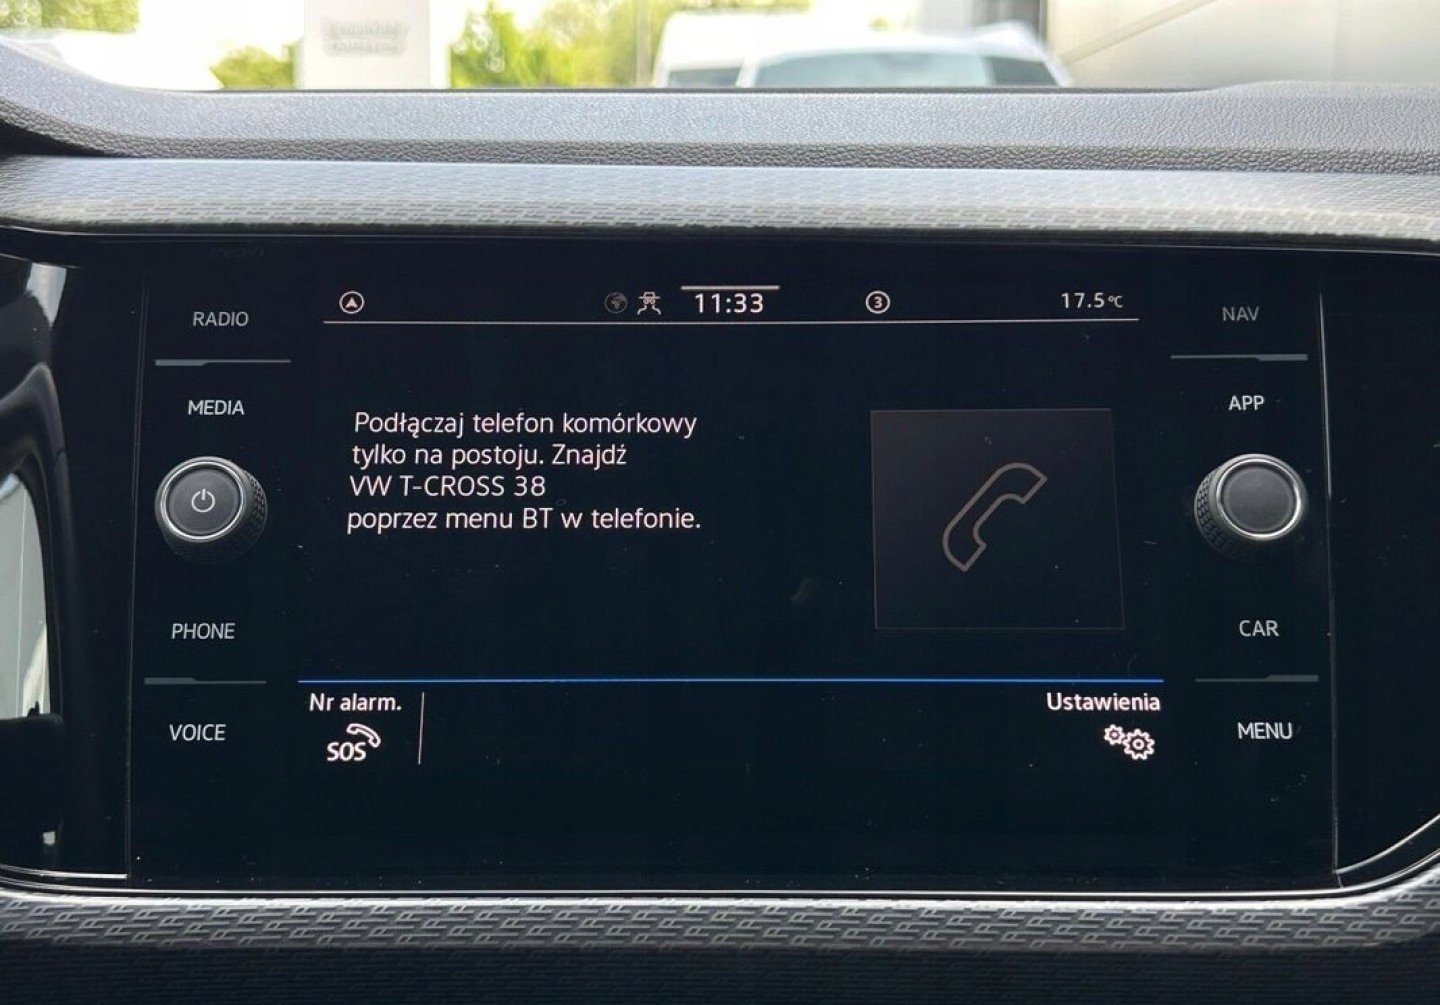 RADIO
MEDIA
PHONE
VOICE
11:33
3
17.5°C
Podłączaj telefon komórkowy
tylko na postoju. Znajdź
VW T-CROSS 38
poprzez menu BT w telefonie.
Nr alarm.
SOS
Ustawienia
NAV
APP
CAR
MENU